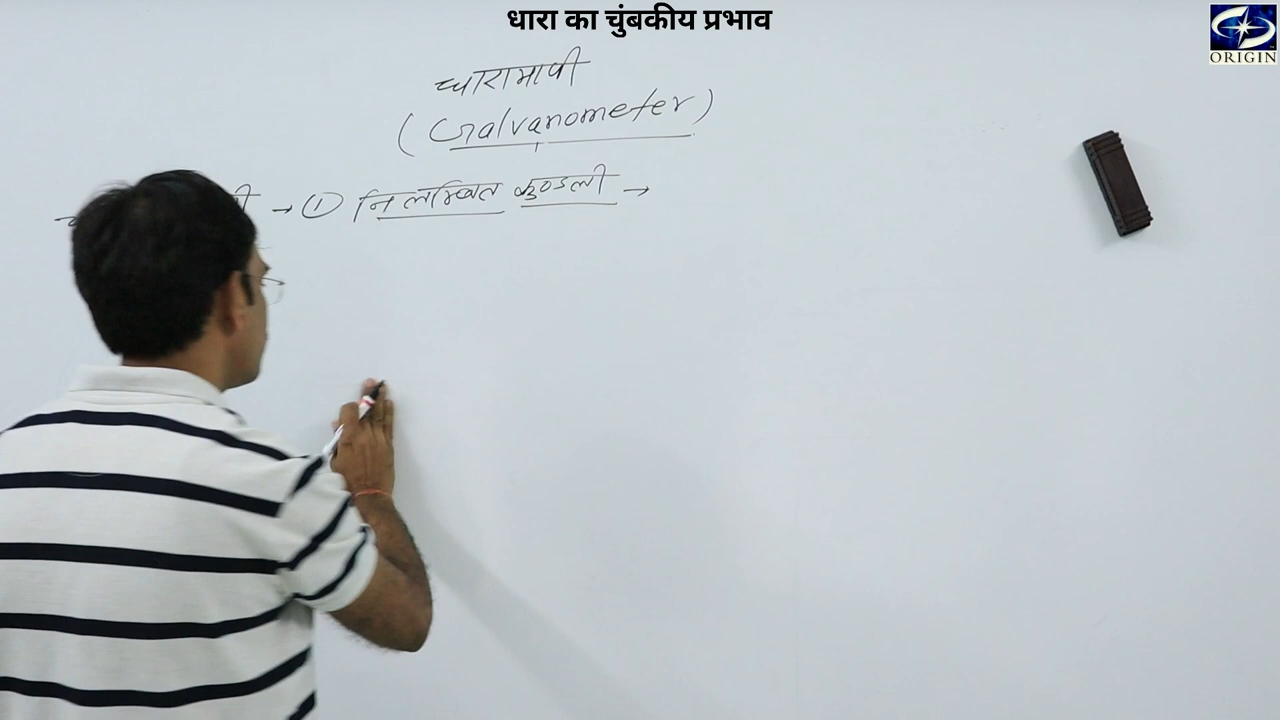 धारा का चुंबकीय प्रभाव
ORIGIN
धारामापी
(Galvanometer)
→ ① निलम्बित कुण्डली →